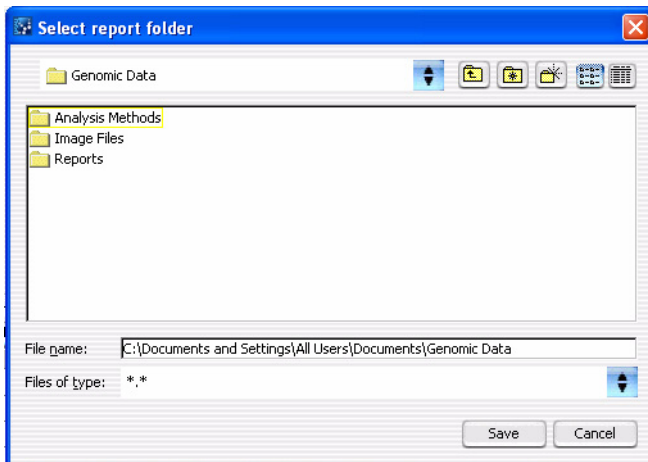 Select report folder
Genomic Data
Analysis Methods
Image Files
Reports
File name: C:\Documents and Settings\All Users\Documents\Genomic Data
Files of type: *.*
Save Cancel